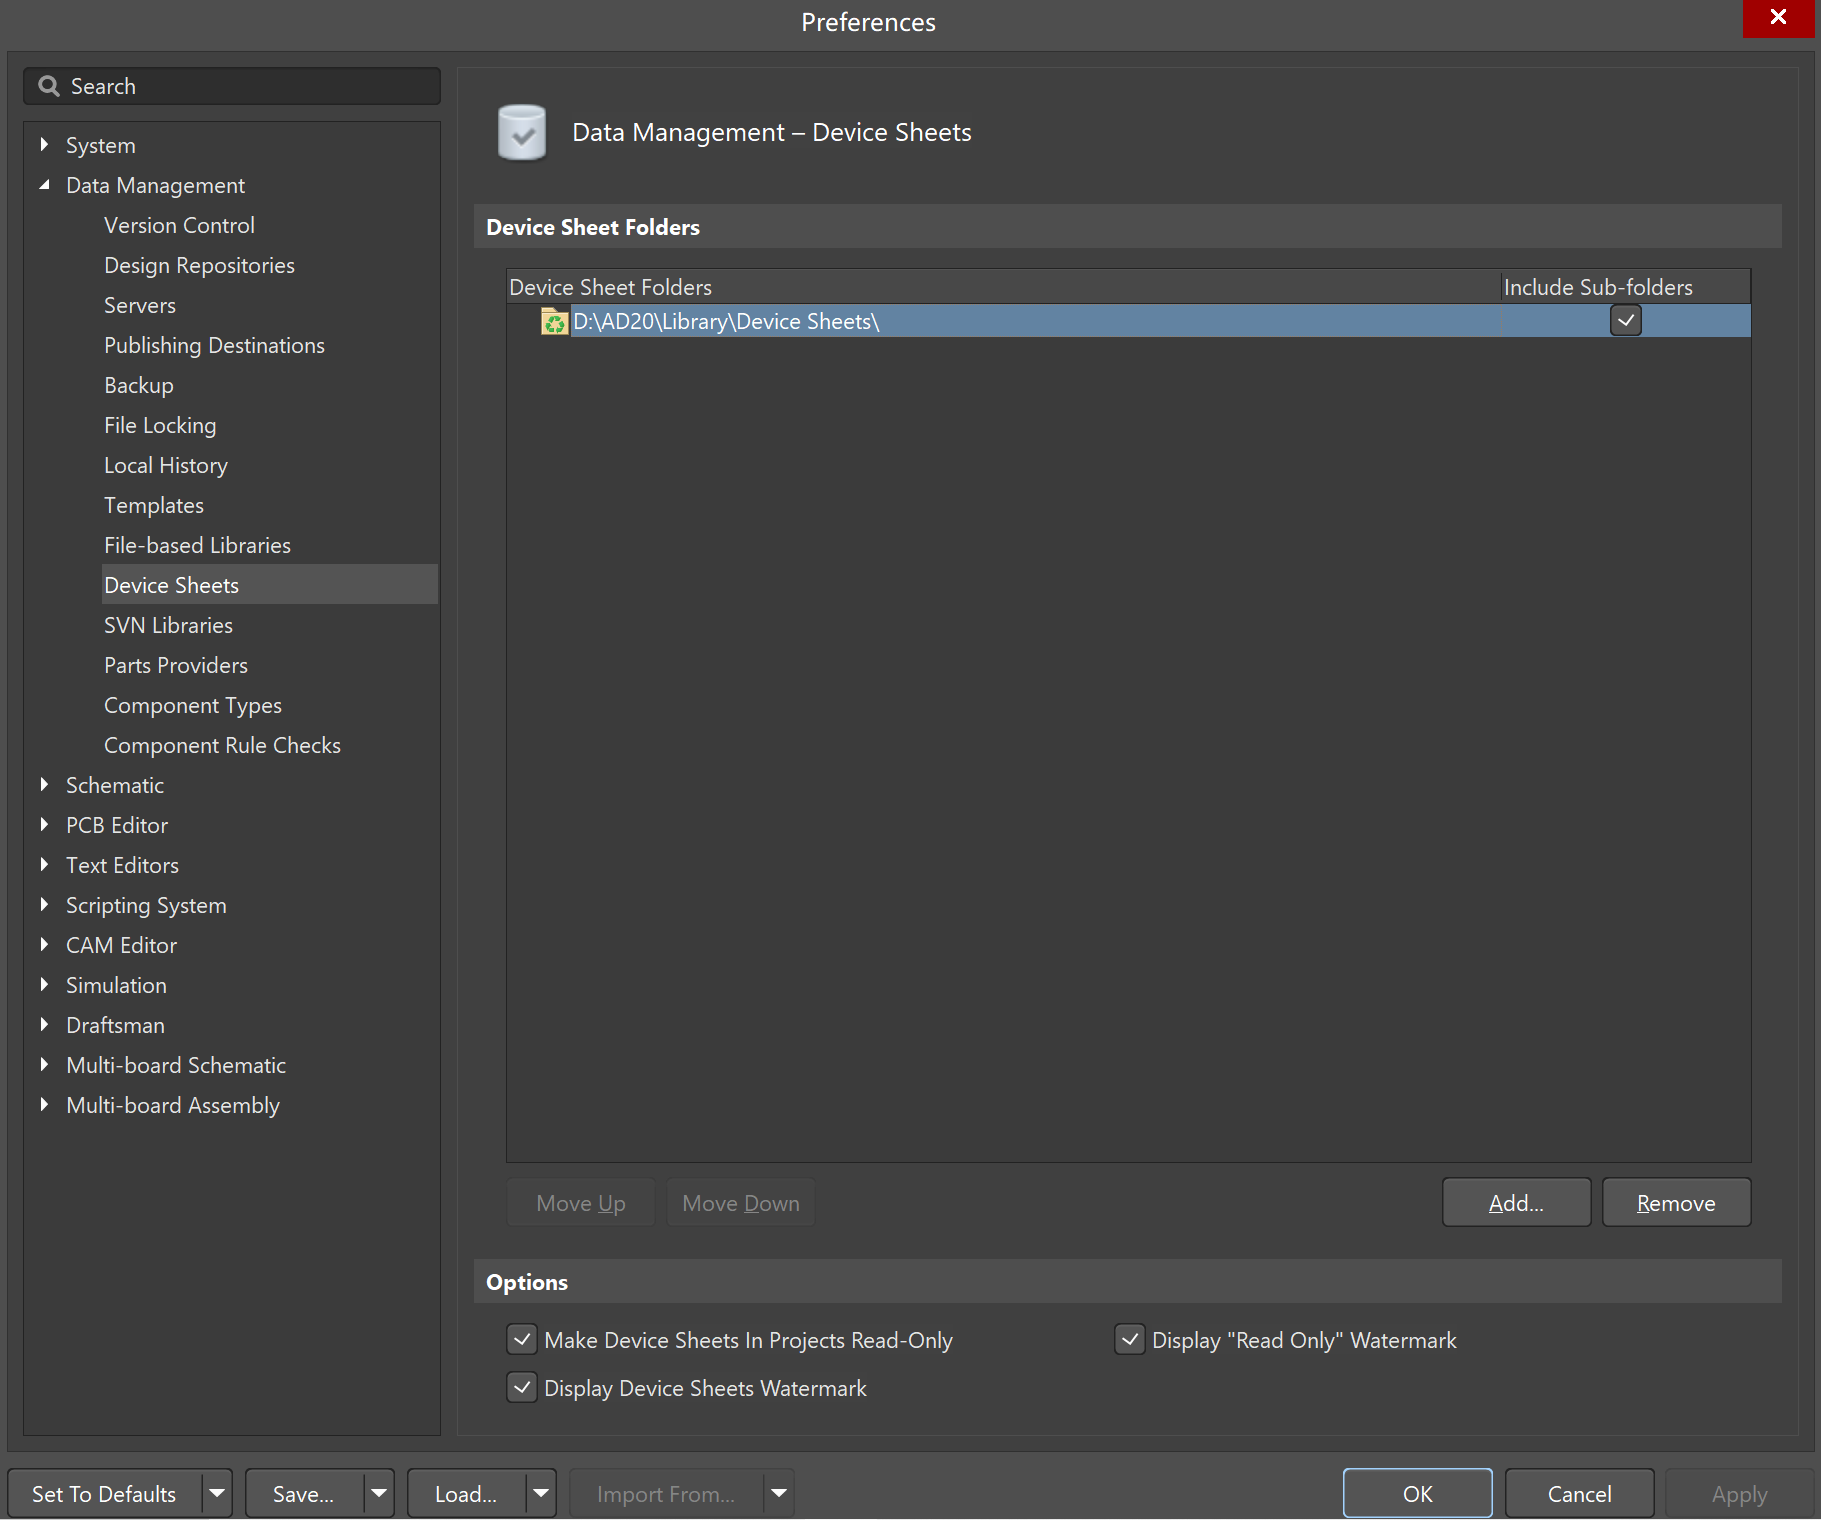 Preferences
Search
System
Data Management
Version Control
Design Repositories
Servers
Publishing Destinations
Backup
File Locking
Local History
Templates
File-based Libraries
Device Sheets
SVN Libraries
Parts Providers
Component Types
Component Rule Checks
Schematic
PCB Editor
Text Editors
Scripting System
CAM Editor
Simulation
Draftsman
Multi-board Schematic
Multi-board Assembly
Data Management – Device Sheets
Device Sheet Folders
Device Sheet Folders Include Sub-folders
D:\AD20\Library\Device Sheets\
Move Up Move Down Add... Remove
Options
Make Device Sheets In Projects Read-Only Display "Read Only" Watermark
Display Device Sheets Watermark
Set To Defaults Save... Load... Import From... OK Cancel Apply